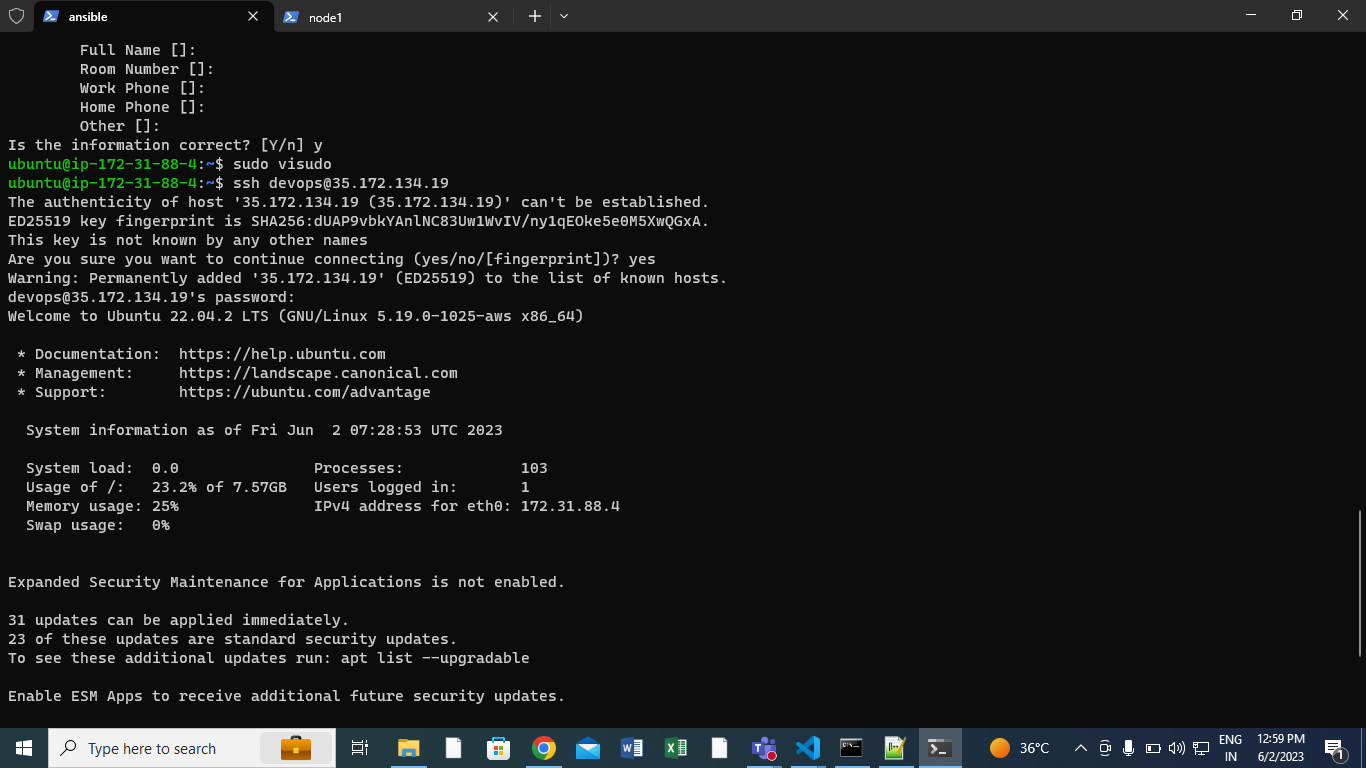 ansible
node1
Full Name []:
Room Number []:
Work Phone []:
Home Phone []:
Other []:
Is the information correct? [Y/n] y
ubuntu@ip-172-31-88-4:~$ sudo visudo
ubuntu@ip-172-31-88-4:~$ ssh devops@35.172.134.19
The authenticity of host '35.172.134.19 (35.172.134.19)' can't be established.
ED25519 key fingerprint is SHA256:dUAP9vbkYAnlNC83Uw1WvIV/ny1qEOke5e0M5XwQGxA.
This key is not known by any other names
Are you sure you want to continue connecting (yes/no/[fingerprint])? yes
Warning: Permanently added '35.172.134.19' (ED25519) to the list of known hosts.
devops@35.172.134.19's password:
Welcome to Ubuntu 22.04.2 LTS (GNU/Linux 5.19.0-1025-aws x86_64)
* Documentation:  https://help.ubuntu.com
* Management:     https://landscape.canonical.com
* Support:        https://ubuntu.com/advantage
System information as of Fri Jun  2 07:28:53 UTC 2023
System load:  0.0               Processes:             103
Usage of /:   23.2% of 7.57GB   Users logged in:       1
Memory usage: 25%               IPv4 address for eth0: 172.31.88.4
Swap usage:   0%
Expanded Security Maintenance for Applications is not enabled.
31 updates can be applied immediately.
23 of these updates are standard security updates.
To see these additional updates run: apt list --upgradable
Enable ESM Apps to receive additional future security updates.
Type here to search
36°C
ENG
IN
12:59 PM
6/2/2023
1